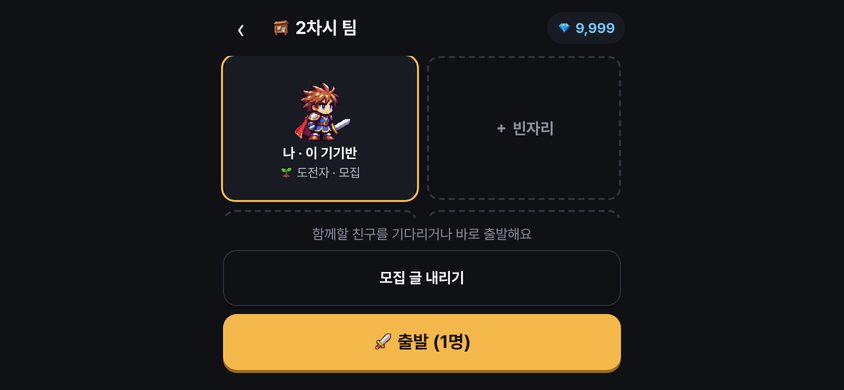 2차시 팀
9,999
나 · 이 기기반
도전자 · 모집
+ 빈자리
함께할 친구를 기다리거나 바로 출발해요
모집 글 내리기
출발 (1명)